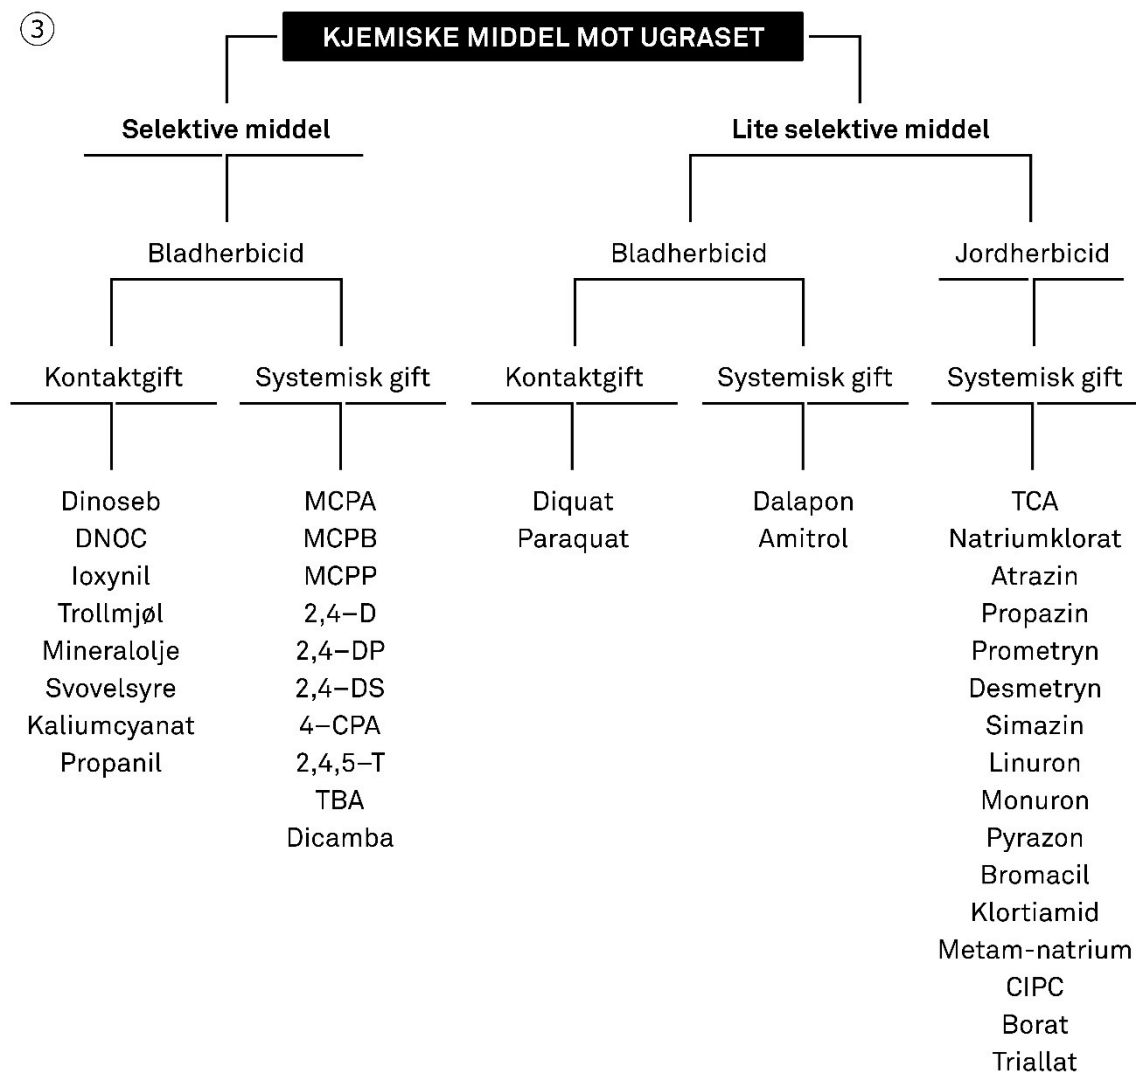 3
KJEMISKE MIDDEL MOT UGRASET
Selektive middel
Lite selektive middel
Bladherbicid
Bladherbicid
Jordherbicid
Kontaktgift
Systemisk gift
Kontaktgift
Systemisk gift
Systemisk gift
Dinoseb
DNOC
Ioxynil
Trollmjøl
Mineralolje
Svovelsyre
Kaliumcyanat
Propanil
MCPA
MCPB
MCPP
2,4–D
2,4–DP
2,4–DS
4–CPA
2,4,5–T
TBA
Dicamba
Diquat
Paraquat
Dalapon
Amitrol
TCA
Natriumklorat
Atrazin
Propazin
Prometryn
Desmetryn
Simazin
Linuron
Monuron
Pyrazon
Bromacil
Klortiamid
Metam-natrium
CIPC
Borat
Triallat